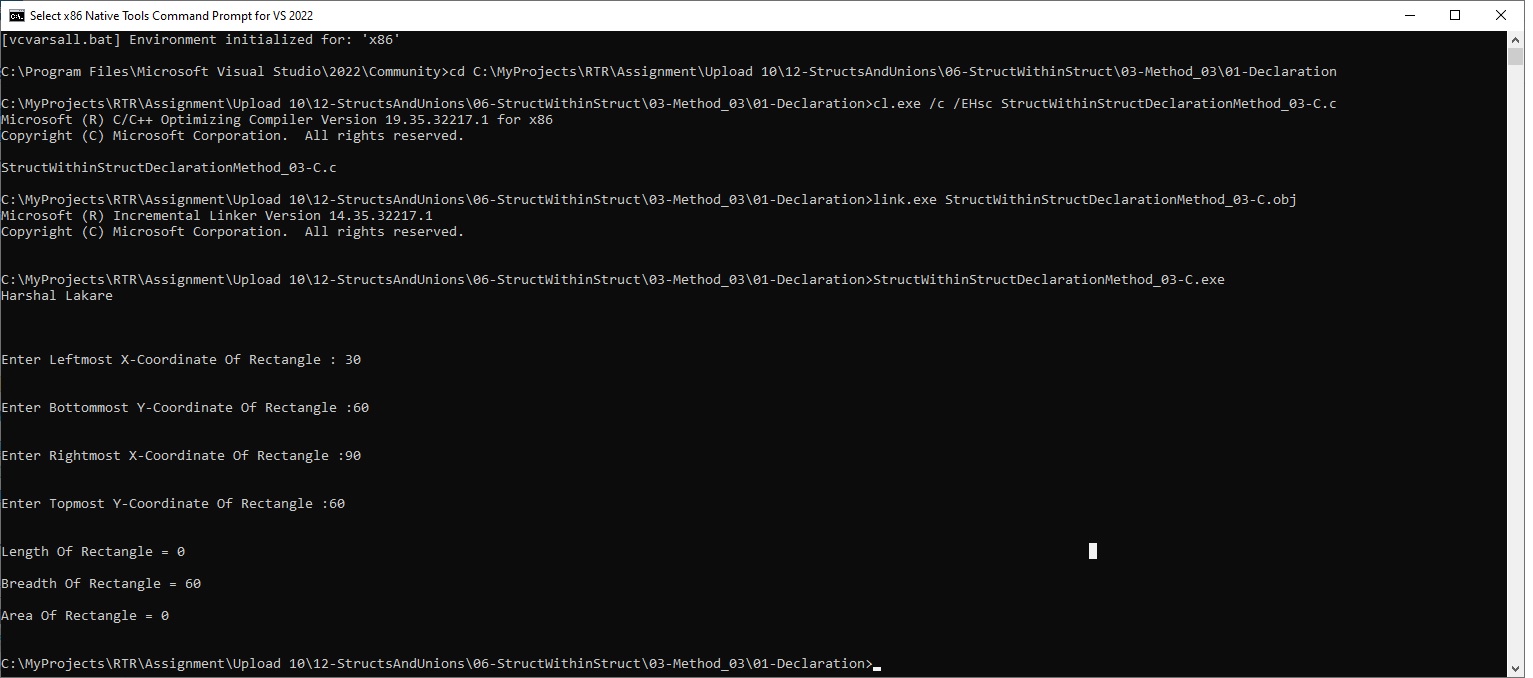 Select x86 Native Tools Command Prompt for VS 2022
[vcvarsall.bat] Environment initialized for: 'x86'
C:\Program Files\Microsoft Visual Studio\2022\Community>cd C:\MyProjects\RTR\Assignment\Upload 10\12-StructsAndUnions\06-StructWithinStruct\03-Method_03\01-Declaration
C:\MyProjects\RTR\Assignment\Upload 10\12-StructsAndUnions\06-StructWithinStruct\03-Method_03\01-Declaration>cl.exe /c /EHsc StructWithinStructDeclarationMethod_03-C.c
Microsoft (R) C/C++ Optimizing Compiler Version 19.35.32217.1 for x86
Copyright (C) Microsoft Corporation.  All rights reserved.
StructWithinStructDeclarationMethod_03-C.c
C:\MyProjects\RTR\Assignment\Upload 10\12-StructsAndUnions\06-StructWithinStruct\03-Method_03\01-Declaration>link.exe StructWithinStructDeclarationMethod_03-C.obj
Microsoft (R) Incremental Linker Version 14.35.32217.1
Copyright (C) Microsoft Corporation.  All rights reserved.
C:\MyProjects\RTR\Assignment\Upload 10\12-StructsAndUnions\06-StructWithinStruct\03-Method_03\01-Declaration>StructWithinStructDeclarationMethod_03-C.exe
Harshal Lakare
Enter Leftmost X-Coordinate Of Rectangle : 30
Enter Bottommost Y-Coordinate Of Rectangle :60
Enter Rightmost X-Coordinate Of Rectangle :90
Enter Topmost Y-Coordinate Of Rectangle :60
Length Of Rectangle = 0
Breadth Of Rectangle = 60
Area Of Rectangle = 0
C:\MyProjects\RTR\Assignment\Upload 10\12-StructsAndUnions\06-StructWithinStruct\03-Method_03\01-Declaration>